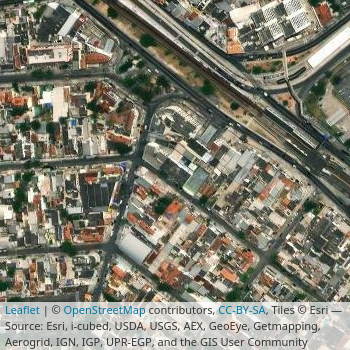 Leaflet | © OpenStreetMap contributors, CC-BY-SA, Tiles © Esri —
Source: Esri, i-cubed, USDA, USGS, AEX, GeoEye, Getmapping,
Aerogrid, IGN, IGP, UPR-EGP, and the GIS User Community